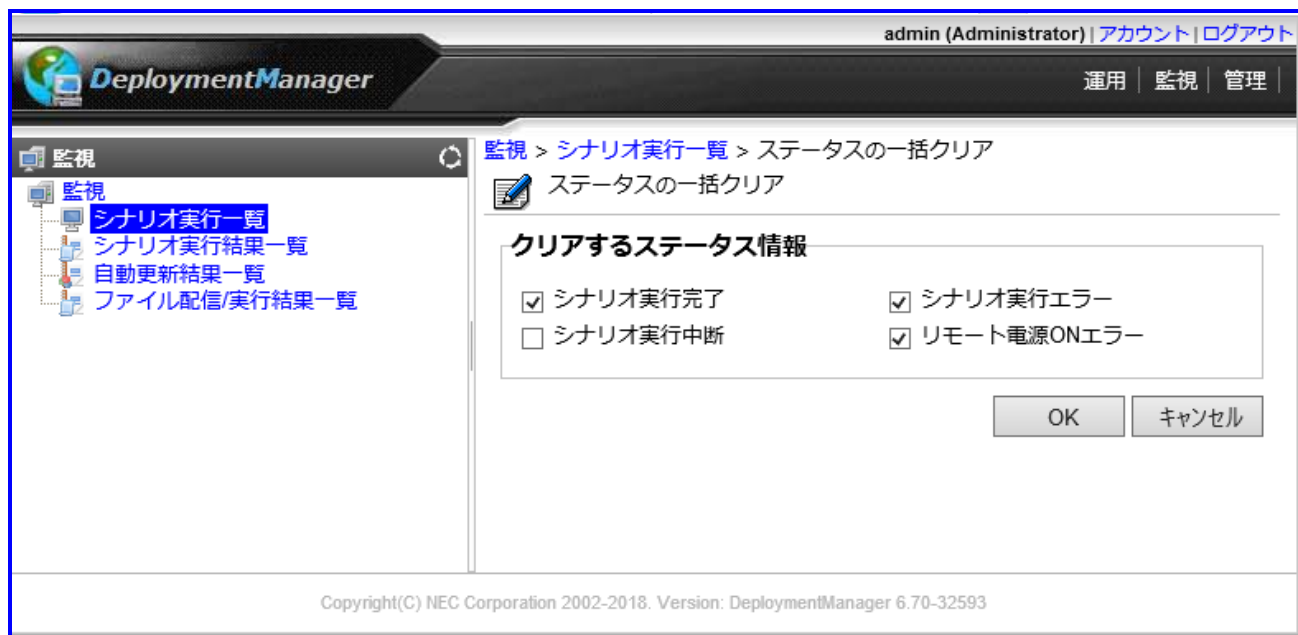 admin (Administrator) | アカウント | ログアウト
DeploymentManager
運用 | 監視 | 管理 |
監視
監視
シナリオ実行一覧
シナリオ実行結果一覧
自動更新結果一覧
ファイル配信/実行結果一覧
監視 > シナリオ実行一覧 > ステータスの一括クリア
ステータスの一括クリア
クリアするステータス情報
シナリオ実行完了 シナリオ実行エラー
シナリオ実行中断 リモート電源ONエラー
OK キャンセル
Copyright(C) NEC Corporation 2002-2018. Version: DeploymentManager 6.70-32593